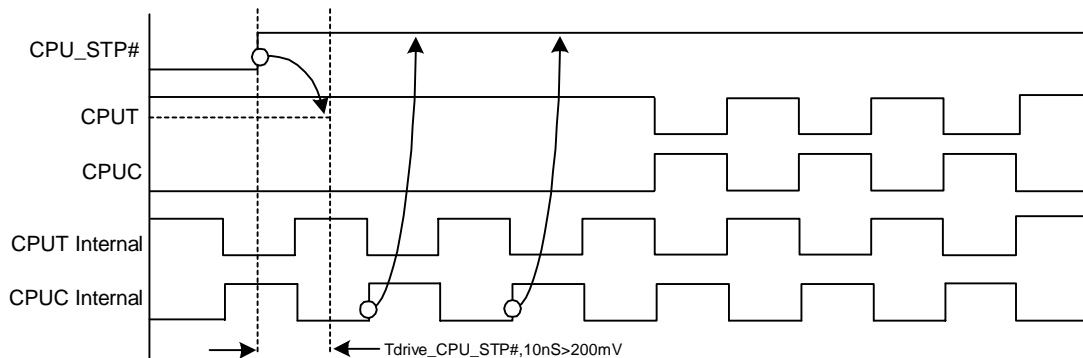 CPU_STP#
CPUT
CPUC
CPUT Internal
CPUC Internal
Tdrive_CPU_STP#,10nS>200mV